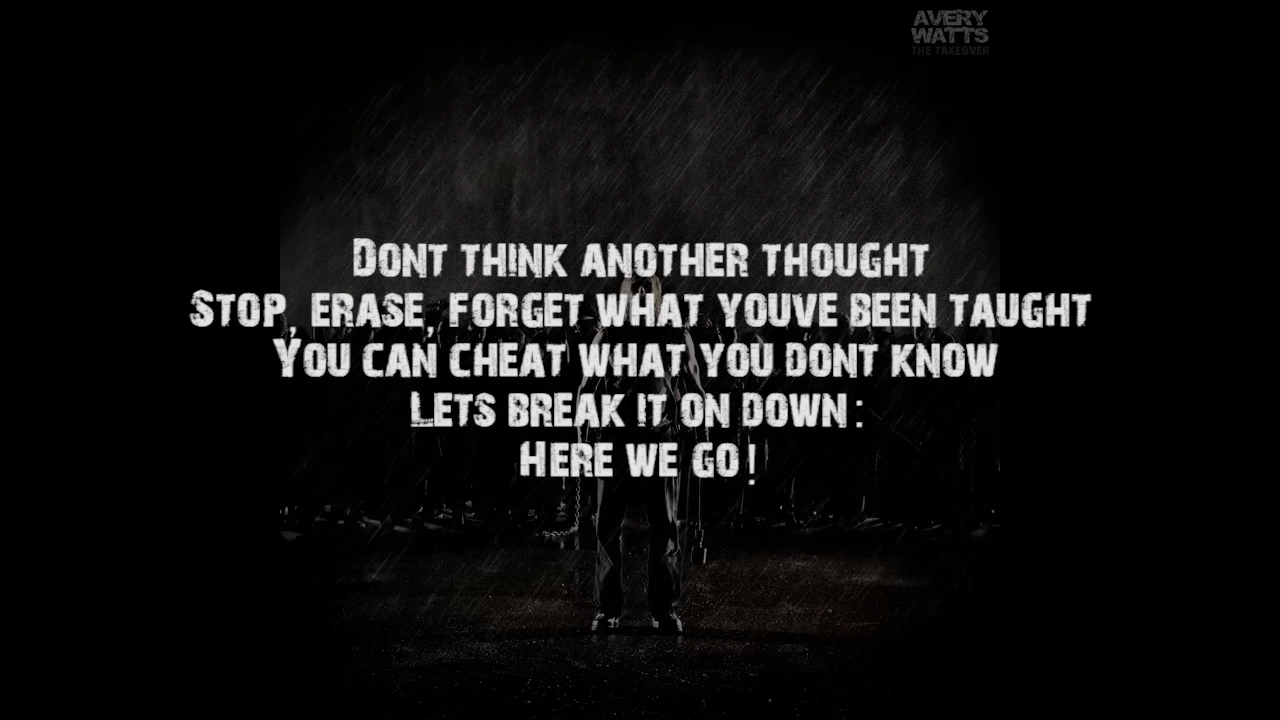 AVERY
WATTS
THE TAKEOVER
DONT THINK ANOTHER THOUGHT
STOP, ERASE, FORGET WHAT YOUVE BEEN TAUGHT
YOU CAN CHEAT WHAT YOU DONT KNOW
LETS BREAK IT ON DOWN:
HERE WE GO!